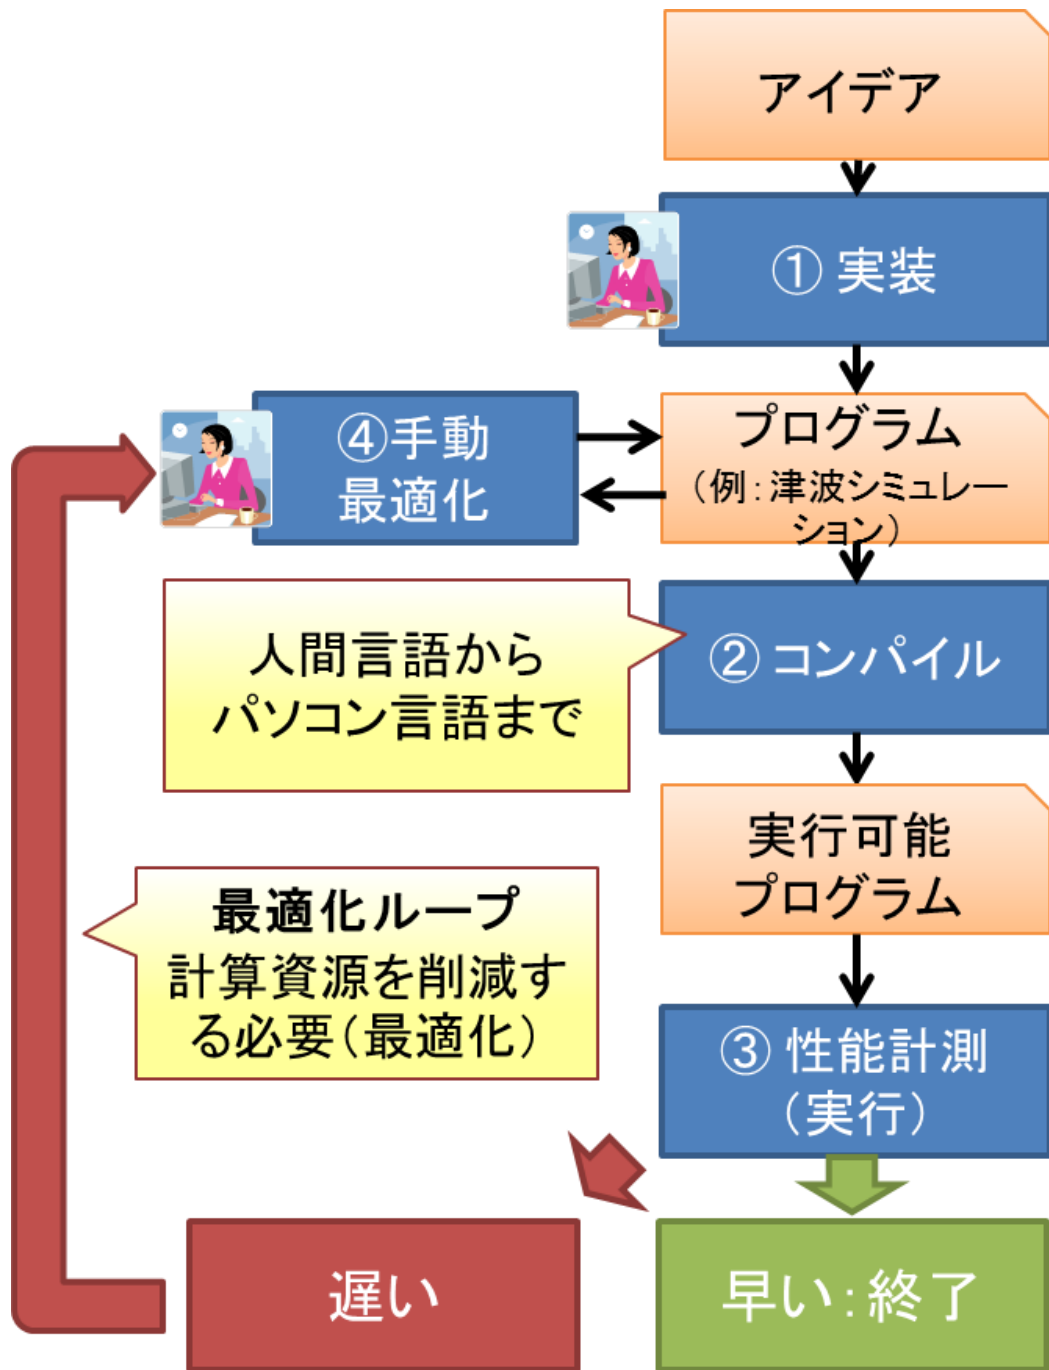 アイデア
① 実装
④手動
最適化
プログラム
（例：津波シミュレー
ション）
人間言語から
パソコン言語まで
② コンパイル
実行可能
プログラム
最適化ループ
計算資源を削減す
る必要（最適化）
③ 性能計測
（実行）
遅い
早い：終了